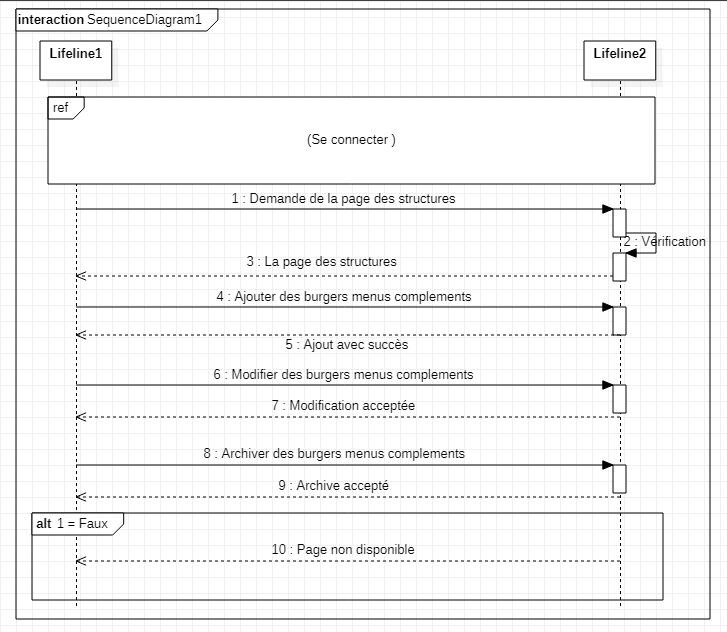 interaction SequenceDiagram1
Lifeline1
Lifeline2
ref
(Se connecter )
1 : Demande de la page des structures
2 : Vérification
3 : La page des structures
4 : Ajouter des burgers menus complements
5 : Ajout avec succès
6 : Modifier des burgers menus complements
7 : Modification acceptée
8 : Archiver des burgers menus complements
9 : Archive accepté
alt 1 = Faux
10 : Page non disponible